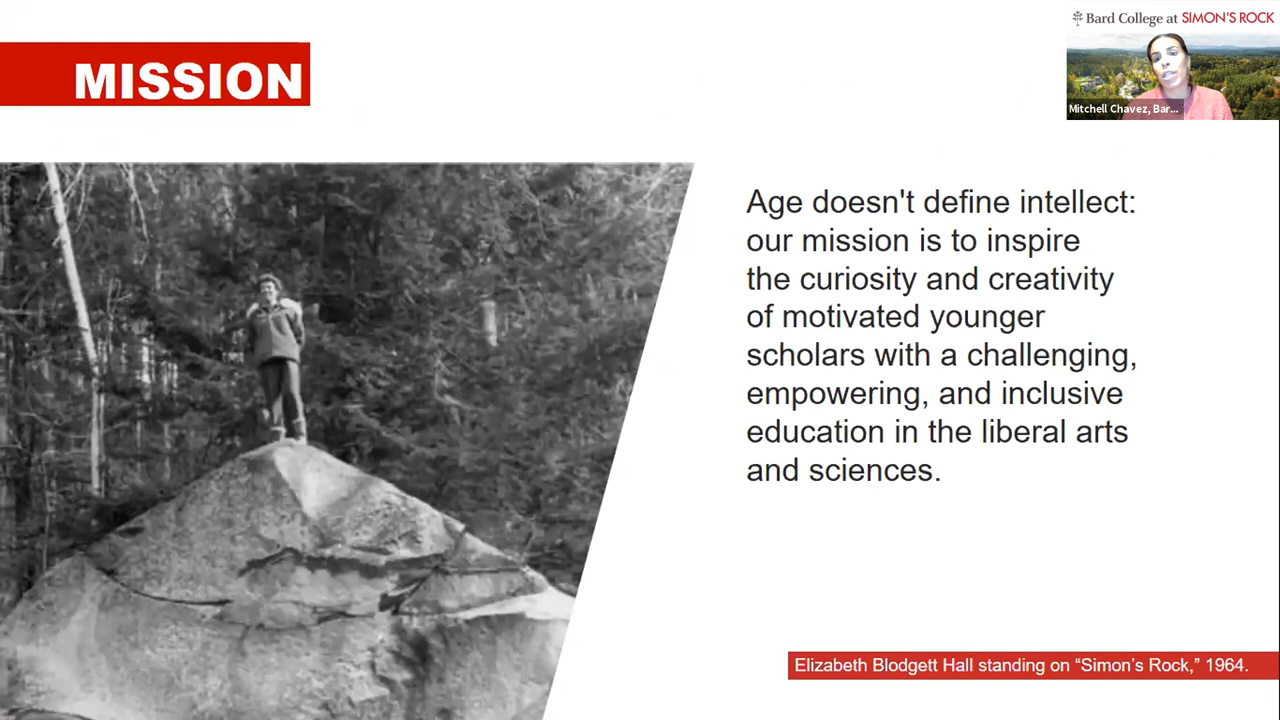 Bard College at SIMON'S ROCK
MISSION
Mitchell Chavez, Bar...
Age doesn't define intellect:
our mission is to inspire
the curiosity and creativity
of motivated younger
scholars with a challenging,
empowering, and inclusive
education in the liberal arts
and sciences.
Elizabeth Blodgett Hall standing on “Simon’s Rock,” 1964.